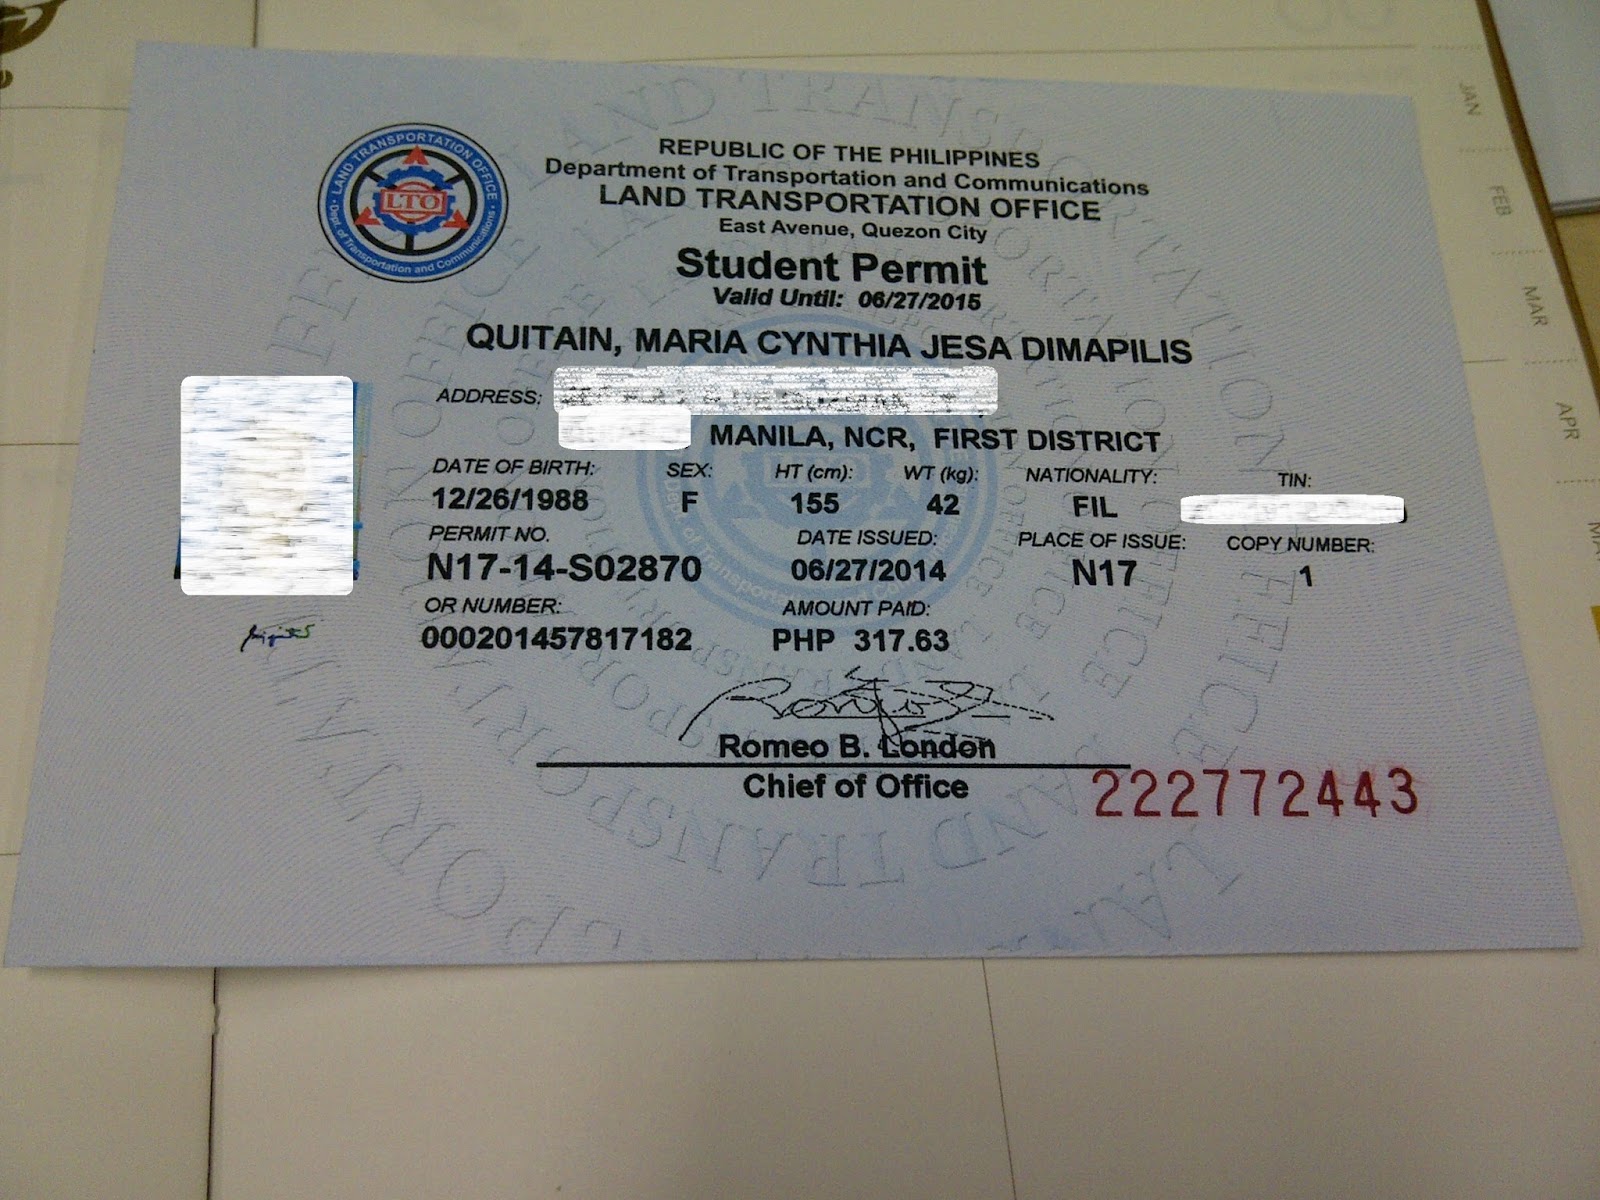 LAND TRANSPORTATION OFFICE
LTO
Dept. of Transportation and Communications
REPUBLIC OF THE PHILIPPINES
Department of Transportation and Communications
LAND TRANSPORTATION OFFICE
East Avenue, Quezon City
Student Permit
Valid Until: 06/27/2015
QUITAIN, MARIA CYNTHIA JESA DIMAPILIS
ADDRESS:
MANILA, NCR, FIRST DISTRICT
DATE OF BIRTH: SEX: HT (cm): WT (kg): NATIONALITY: TIN:
12/26/1988 F 155 42 FIL
PERMIT NO. DATE ISSUED: PLACE OF ISSUE: COPY NUMBER:
N17-14-S02870 06/27/2014 N17 1
OR NUMBER: AMOUNT PAID:
000201457817182 PHP 317.63
Romeo B. London
Chief of Office
222772443
JAN
FEB
MAR
APR